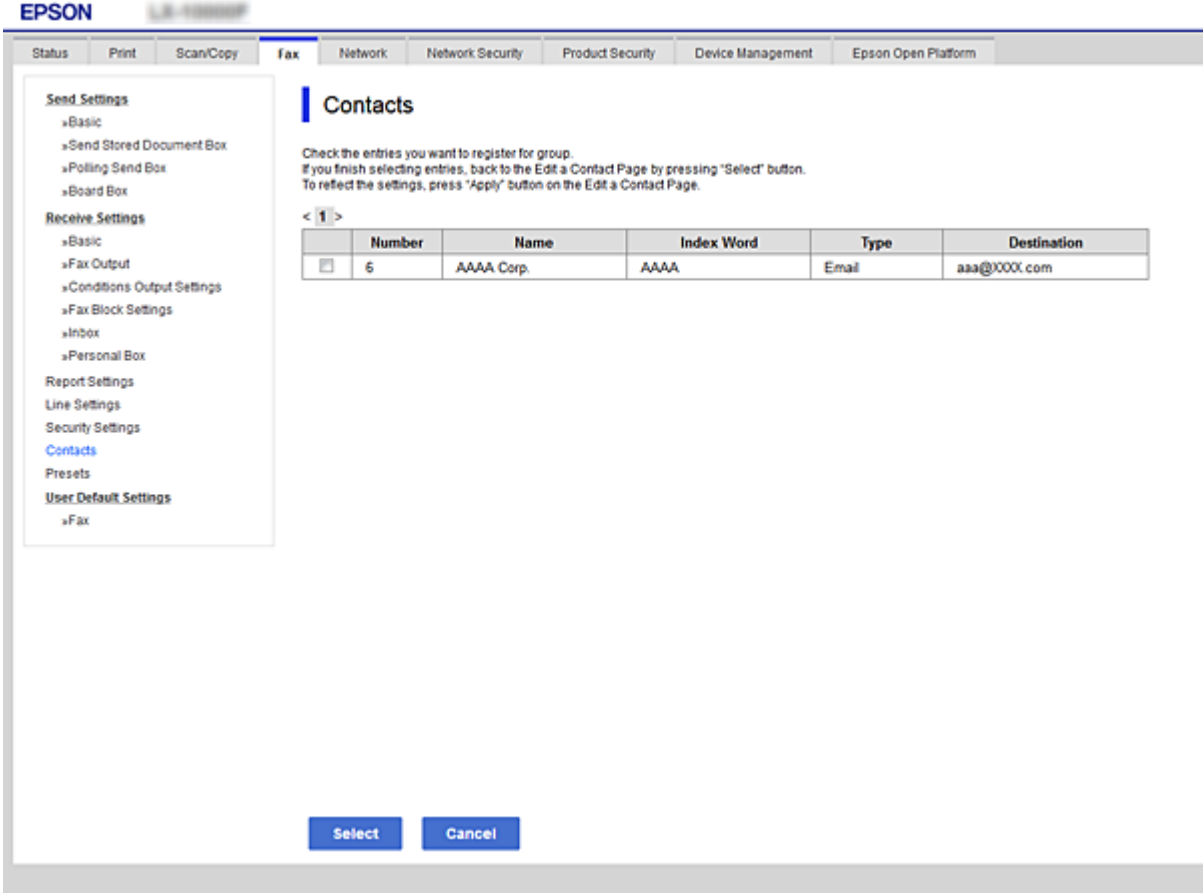 EPSON
Status Print Scan/Copy Fax Network Network Security Product Security Device Management Epson Open Platform
Send Settings
»Basic
»Send Stored Document Box
»Polling Send Box
»Board Box
Receive Settings
»Basic
»Fax Output
»Conditions Output Settings
»Fax Block Settings
»Inbox
»Personal Box
Report Settings
Line Settings
Security Settings
Contacts
Presets
User Default Settings
»Fax
Contacts
Check the entries you want to register for group.
If you finish selecting entries, back to the Edit a Contact Page by pressing "Select" button.
To reflect the settings, press "Apply" button on the Edit a Contact Page.
< 1 >
Number Name Index Word Type Destination
6 AAAA Corp. AAAA Email aaa@XXXX.com
Select Cancel